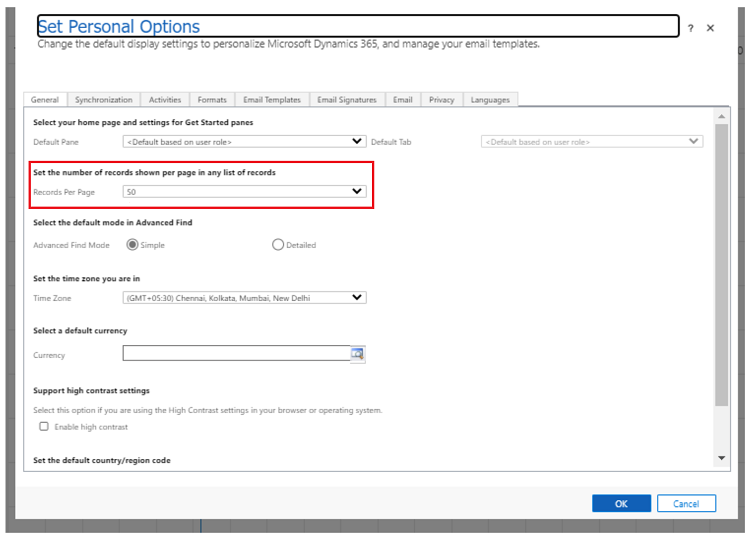 Set Personal Options
? ✕
Change the default display settings to personalize Microsoft Dynamics 365, and manage your email templates.
General Synchronization Activities Formats Email Templates Email Signatures Email Privacy Languages
Select your home page and settings for Get Started panes
Default Pane <Default based on user role> Default Tab <Default based on user role>
Set the number of records shown per page in any list of records
Records Per Page 50
Select the default mode in Advanced Find
Advanced Find Mode Simple Detailed
Set the time zone you are in
Time Zone (GMT+05:30) Chennai, Kolkata, Mumbai, New Delhi
Select a default currency
Currency
Support high contrast settings
Select this option if you are using the High Contrast settings in your browser or operating system.
Enable high contrast
Set the default country/region code
OK Cancel